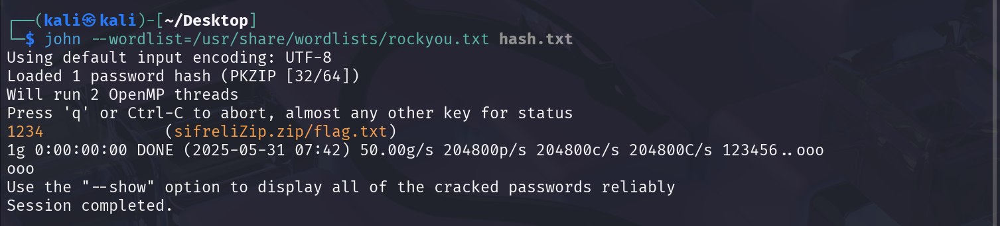 ┌──(kali㉿kali)-[~/Desktop]
└─$ john --wordlist=/usr/share/wordlists/rockyou.txt hash.txt
Using default input encoding: UTF-8
Loaded 1 password hash (PKZIP [32/64])
Will run 2 OpenMP threads
Press 'q' or Ctrl-C to abort, almost any other key for status
1234             (sifreliZip.zip/flag.txt)
1g 0:00:00:00 DONE (2025-05-31 07:42) 50.00g/s 204800p/s 204800c/s 204800C/s 123456..ooo
ooo
Use the "--show" option to display all of the cracked passwords reliably
Session completed.